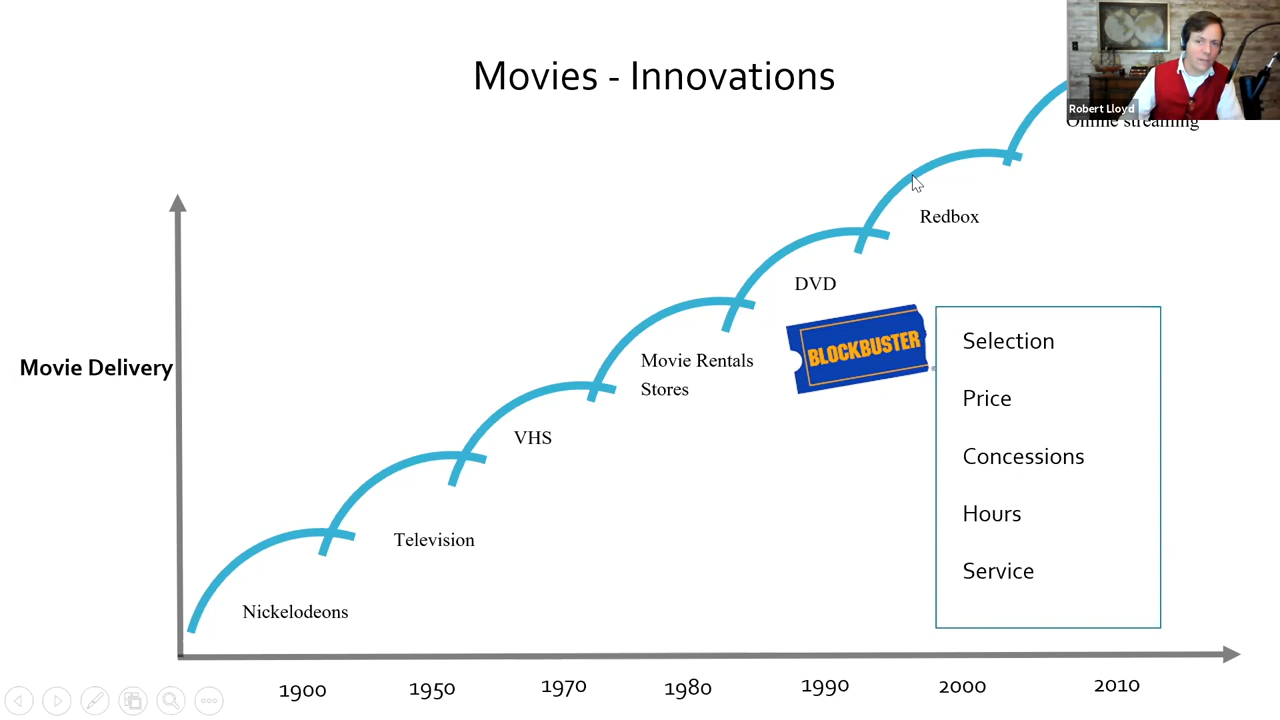 Movies - Innovations
Robert Lloyd
Online streaming
Redbox
DVD
BLOCKBUSTER
Selection
Movie Delivery
Movie Rentals
Stores
Price
VHS
Concessions
Hours
Television
Service
Nickelodeons
1900
1950
1970
1980
1990
2000
2010